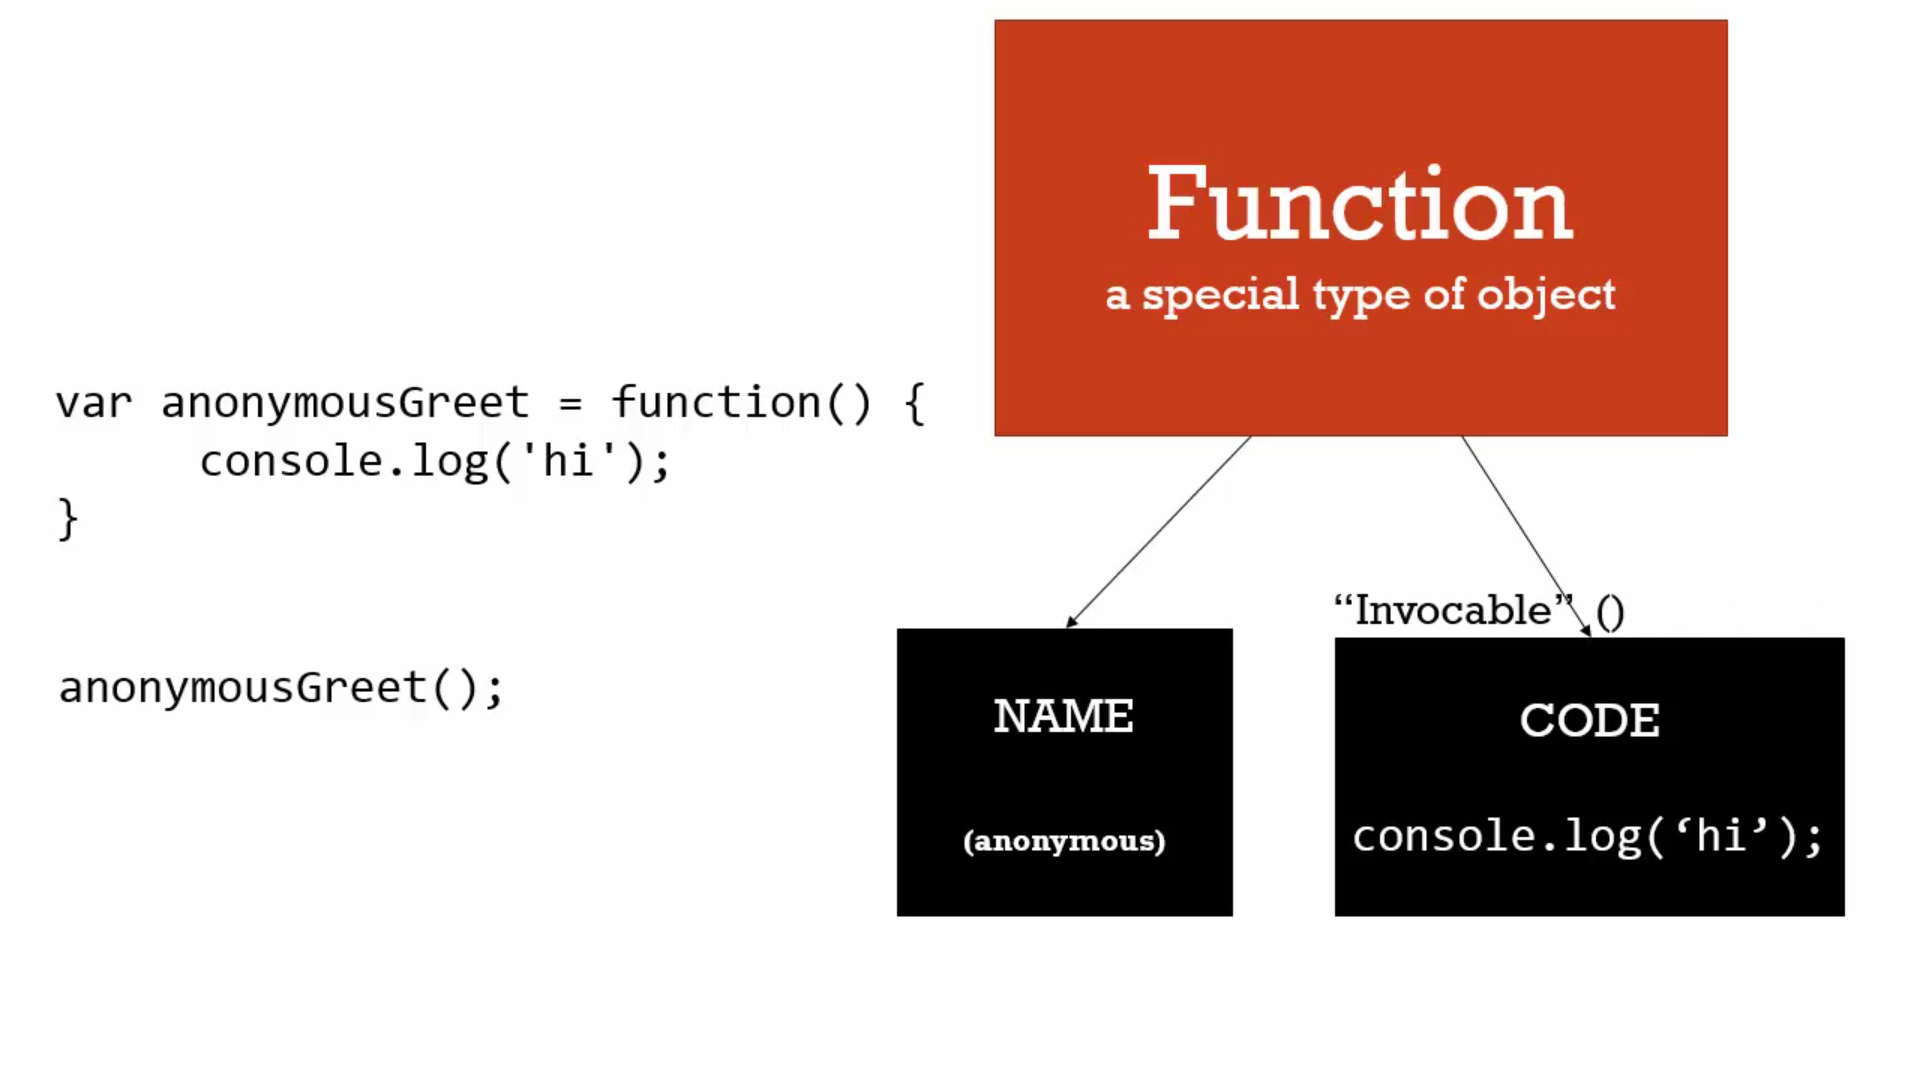 var anonymousGreet = function() {
console.log('hi');
}
anonymousGreet();
Function
a special type of object
“Invocable” ()
NAME
(anonymous)
CODE
console.log(‘hi’);